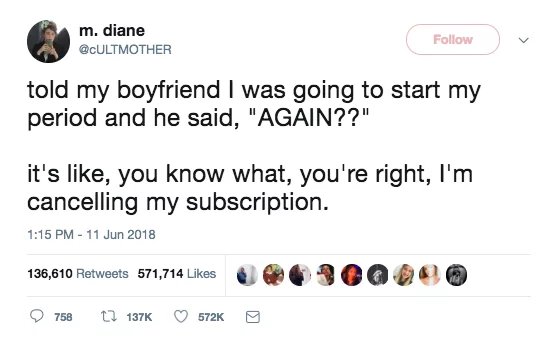 m. diane
@cULTMOTHER
Follow
told my boyfriend I was going to start my
period and he said, "AGAIN??"
it's like, you know what, you're right, I'm
cancelling my subscription.
1:15 PM - 11 Jun 2018
136,610 Retweets 571,714 Likes
758 137K 572K